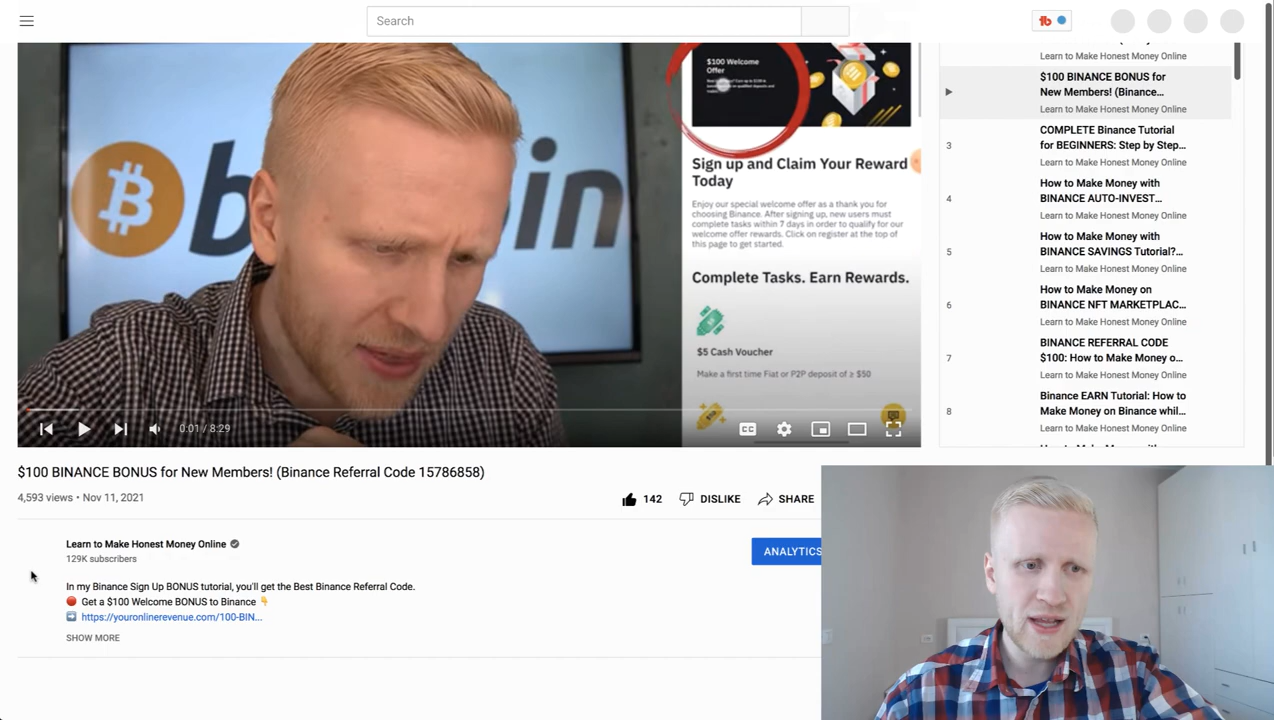 Search
tb
$100 Welcome
Offer
Sign up and Claim Your Reward
Today
Enjoy our special welcome offer as a thank you for
choosing Binance. After signing up, new users must
complete tasks within 7 days in order to qualify for our
welcome offer rewards. Click on register at the top of
this page to get started.
Complete Tasks. Earn Rewards.
$5 Cash Voucher
Make a first time Fiat or P2P deposit of ≥ $50
0:01 / 8:29
CC
$100 BINANCE BONUS for New Members! (Binance Referral Code 15786858)
4,593 views • Nov 11, 2021
142
DISLIKE
SHARE
Learn to Make Honest Money Online
129K subscribers
ANALYTICS
In my Binance Sign Up BONUS tutorial, you'll get the Best Binance Referral Code.
Get a $100 Welcome BONUS to Binance
https://youronlinerevenue.com/100-BIN...
SHOW MORE
Learn to Make Honest Money Online
$100 BINANCE BONUS for
New Members! (Binance...
Learn to Make Honest Money Online
3
COMPLETE Binance Tutorial
for BEGINNERS: Step by Step...
Learn to Make Honest Money Online
4
How to Make Money with
BINANCE AUTO-INVEST...
Learn to Make Honest Money Online
5
How to Make Money with
BINANCE SAVINGS Tutorial?...
Learn to Make Honest Money Online
6
How to Make Money on
BINANCE NFT MARKETPLAC...
Learn to Make Honest Money Online
7
BINANCE REFERRAL CODE
$100: How to Make Money o...
Learn to Make Honest Money Online
8
Binance EARN Tutorial: How to
Make Money on Binance whil...
Learn to Make Honest Money Online